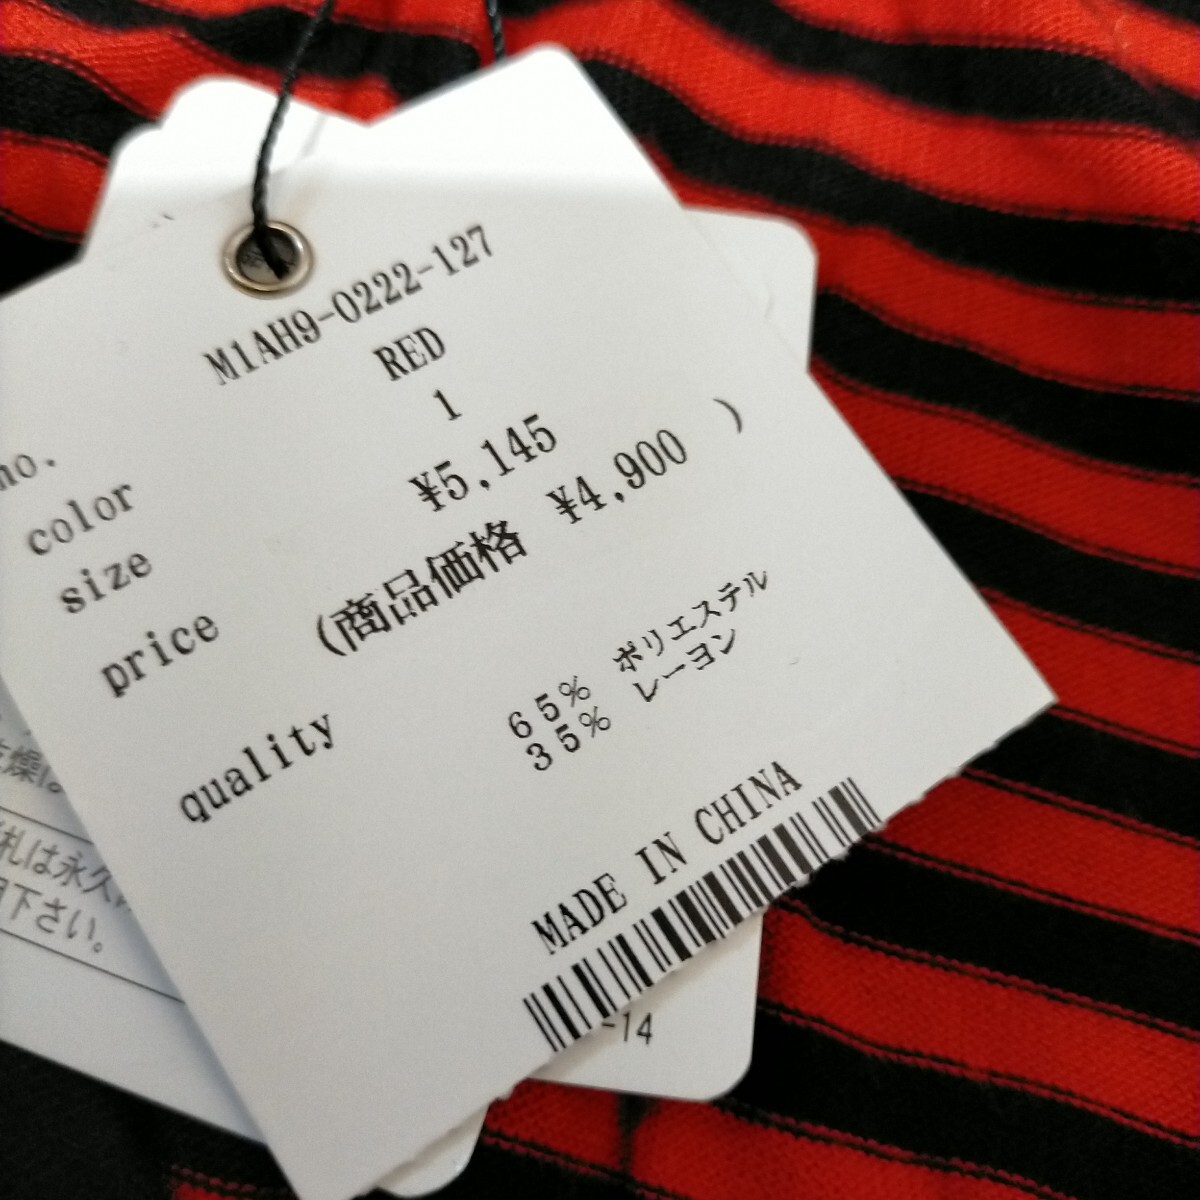 no. M1AH9-0222-127
color RED
size 1
price ¥5,145
(商品価格 ¥4,900 )
quality 65% ポリエステル
35% レーヨン
MADE IN CHINA
-14
燥は
札は永久
下さい。